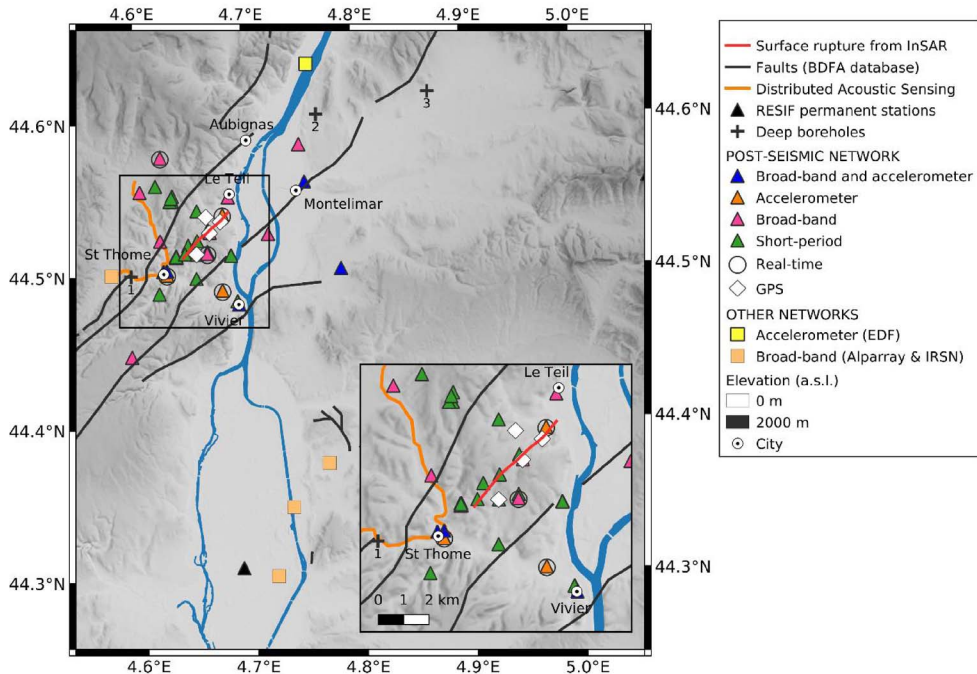 4.6°E 4.7°E 4.8°E 4.9°E 5.0°E
44.6°N
44.5°N
44.4°N
44.3°N
44.6°N
44.5°N
44.4°N
44.3°N
4.6°E 4.7°E 4.8°E 4.9°E 5.0°E
3
2
Aubignas
Le Teil
Montelimar
St Thome
1
Vivier
Le Teil
1
St Thome
0 1 2 km
Vivier
Surface rupture from InSAR
Faults (BDFA database)
Distributed Acoustic Sensing
RESIF permanent stations
Deep boreholes
POST-SEISMIC NETWORK
Broad-band and accelerometer
Accelerometer
Broad-band
Short-period
Real-time
GPS
OTHER NETWORKS
Accelerometer (EDF)
Broad-band (Alparray & IRSN)
Elevation (a.s.l.)
0 m
2000 m
City